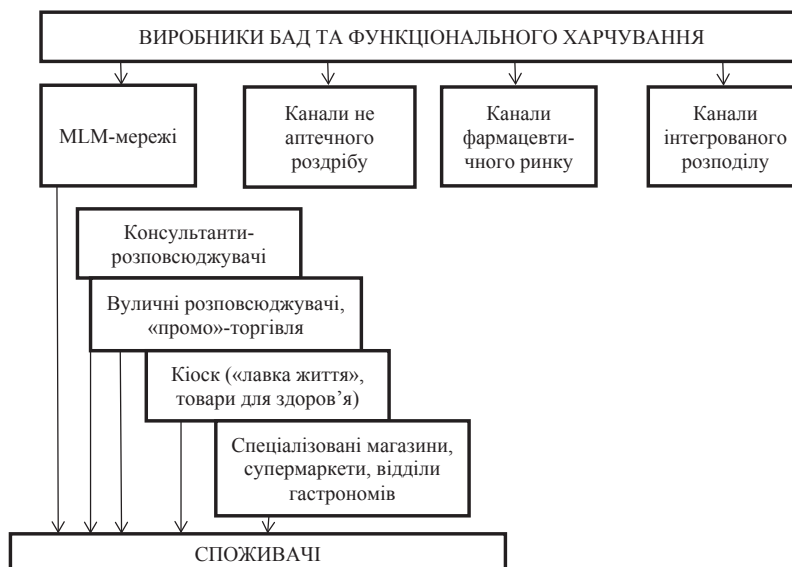 ВИРОБНИКИ БАД ТА ФУНКЦІОНАЛЬНОГО ХАРЧУВАННЯ
MLM-мережі
Канали не
аптечного
роздрібу
Канали
фармацевти-
чного ринку
Канали
інтегрованого
розподілу
Консультанти-
розповсюджувачі
Вуличні розповсюджувачі,
«промо»-торгівля
Кіоск («лавка життя»,
товари для здоров’я)
Спеціалізовані магазини,
супермаркети, відділи
гастрономів
СПОЖИВАЧІ